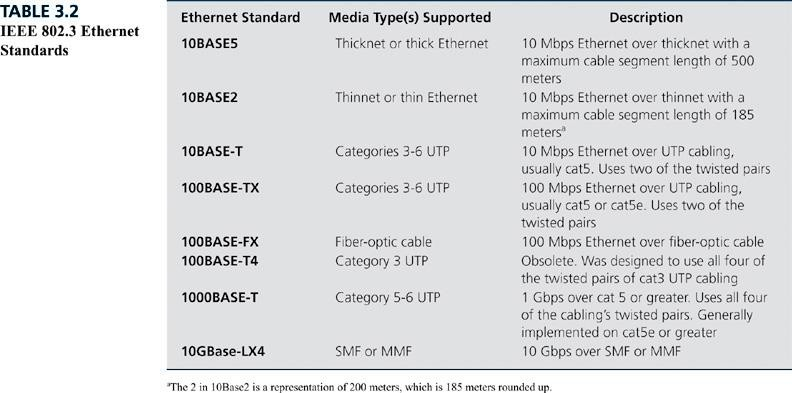 TABLE 3.2
IEEE 802.3 Ethernet
Standards
Ethernet Standard Media Type(s) Supported Description
10BASE5 Thicknet or thick Ethernet 10 Mbps Ethernet over thicknet with a
maximum cable segment length of 500
meters
10BASE2 Thinnet or thin Ethernet 10 Mbps Ethernet over thinnet with a
maximum cable segment length of 185
metersᵃ
10BASE-T Categories 3-6 UTP 10 Mbps Ethernet over UTP cabling,
usually cat5. Uses two of the twisted pairs
100BASE-TX Categories 3-6 UTP 100 Mbps Ethernet over UTP cabling,
usually cat5 or cat5e. Uses two of the
twisted pairs
100BASE-FX Fiber-optic cable 100 Mbps Ethernet over fiber-optic cable
100BASE-T4 Category 3 UTP Obsolete. Was designed to use all four of
the twisted pairs of cat3 UTP cabling
1000BASE-T Category 5-6 UTP 1 Gbps over cat 5 or greater. Uses all four
of the cabling's twisted pairs. Generally
implemented on cat5e or greater
10GBase-LX4 SMF or MMF 10 Gbps over SMF or MMF
ᵃThe 2 in 10Base2 is a representation of 200 meters, which is 185 meters rounded up.